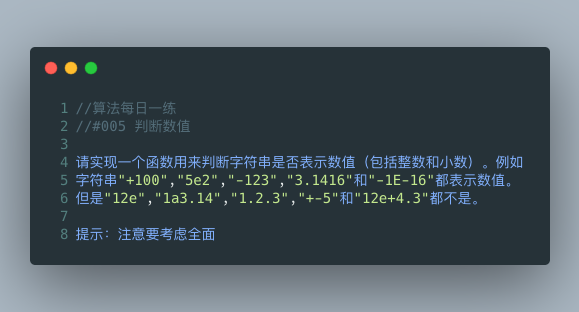 1 //算法每日一练
2 //#005 判断数值
3
4 请实现一个函数用来判断字符串是否表示数值（包括整数和小数）。例如
5 字符串"+100","5e2","-123","3.1416"和"-1E-16"都表示数值。
6 但是"12e","1a3.14","1.2.3","+-5"和"12e+4.3"都不是。
7
8 提示：注意要考虑全面